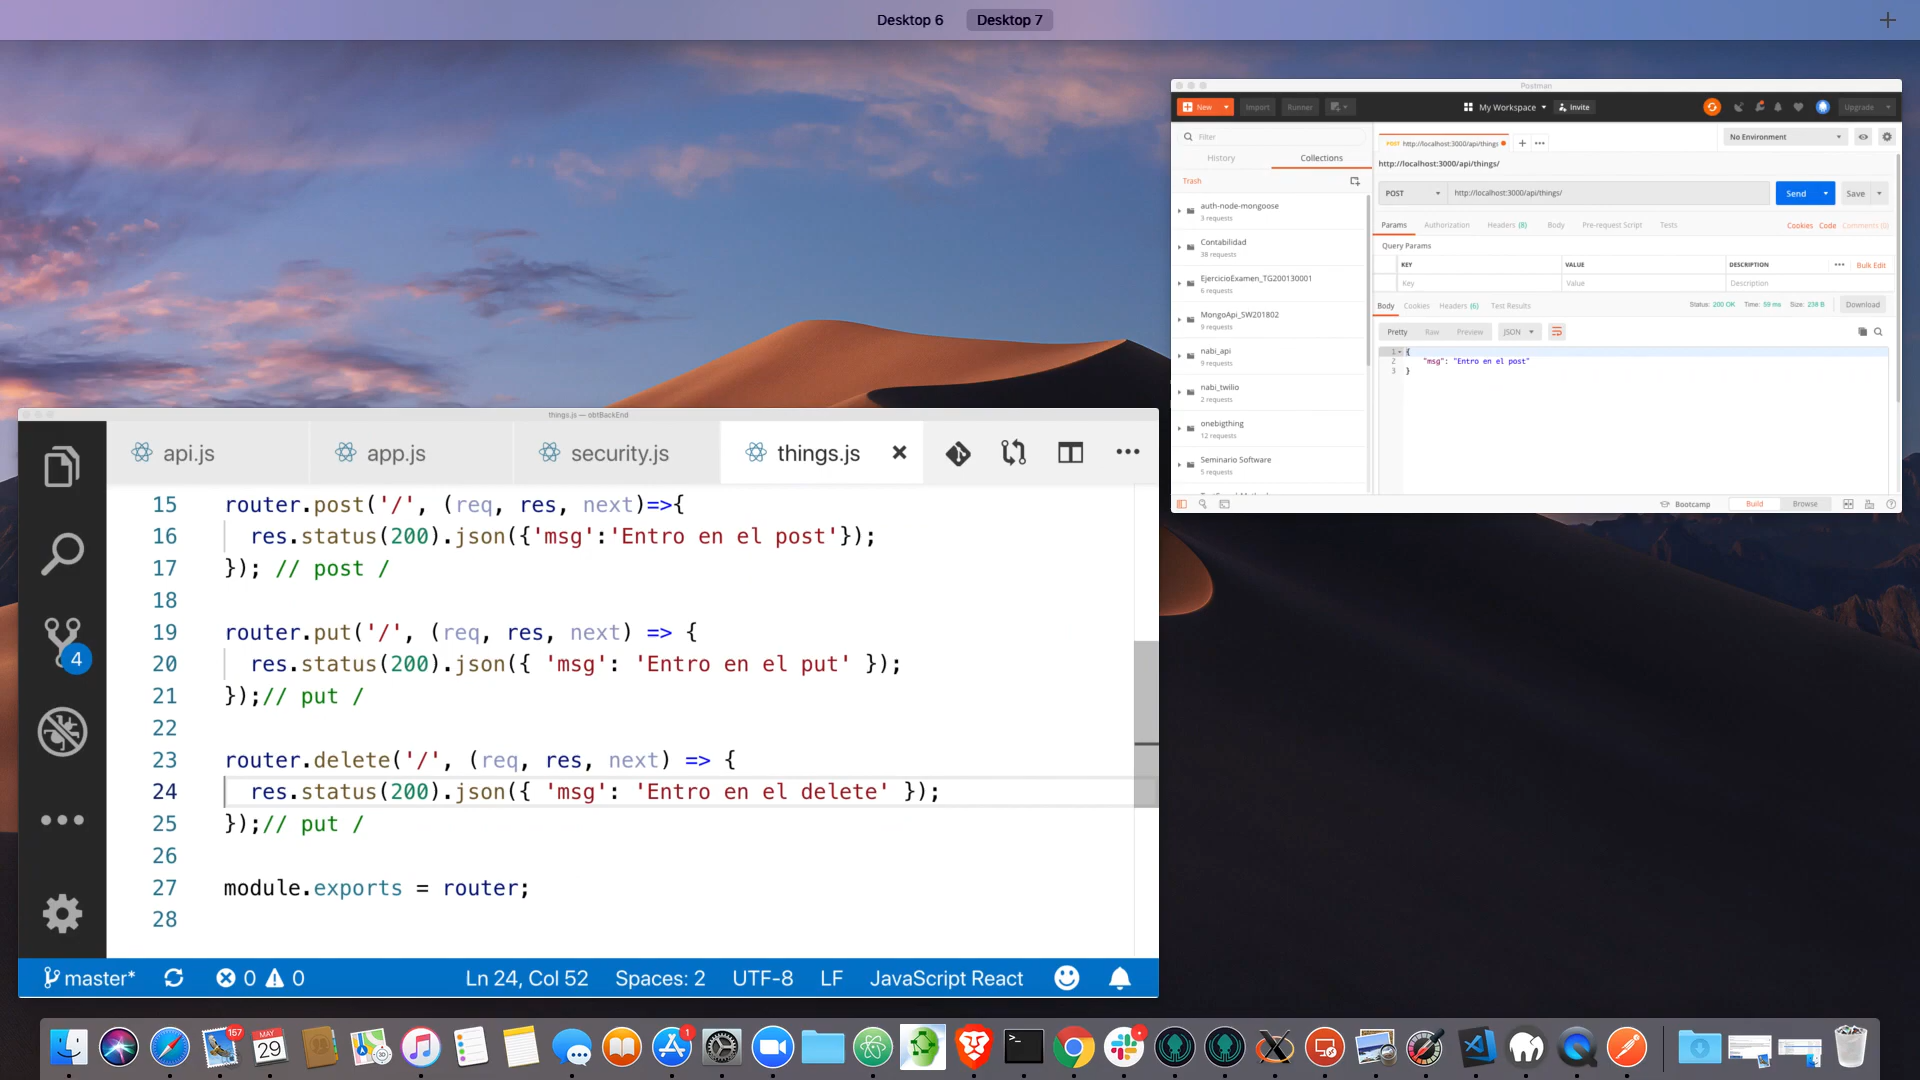 Desktop 6
Desktop 7
Postman
New
Import
Runner
My Workspace
Invite
Upgrade
Filter
History
Collections
Trash
auth-node-mongoose
3 requests
Contabilidad
38 requests
EjercicioExamen_TG200130001
6 requests
MongoApi_SW201802
9 requests
nabi_api
9 requests
nabi_twilio
2 requests
onebigthing
12 requests
Seminario Software
5 requests
POST http://localhost:3000/api/things
No Environment
http://localhost:3000/api/things/
POST
http://localhost:3000/api/things/
Send
Save
Params
Authorization
Headers (8)
Body
Pre-request Script
Tests
Cookies
Code
Comments (0)
Query Params
KEY
VALUE
DESCRIPTION
Bulk Edit
Key
Value
Description
Body
Cookies
Headers (6)
Test Results
Status: 200 OK
Time: 59 ms
Size: 238 B
Download
Pretty
Raw
Preview
JSON
1 {
2 "msg": "Entro en el post"
3 }
Bootcamp
Build
Browse
things.js — obtBackEnd
api.js
app.js
security.js
things.js
15 router.post('/', (req, res, next)=>{
16 res.status(200).json({'msg':'Entro en el post'});
17 }); // post /
18
19 router.put('/', (req, res, next) => {
20 res.status(200).json({ 'msg': 'Entro en el put' });
21 });// put /
22
23 router.delete('/', (req, res, next) => {
24 res.status(200).json({ 'msg': 'Entro en el delete' });
25 });// put /
26
27 module.exports = router;
28
4
master*
0
0
Ln 24, Col 52
Spaces: 2
UTF-8
LF
JavaScript React
167
MAY
29
1